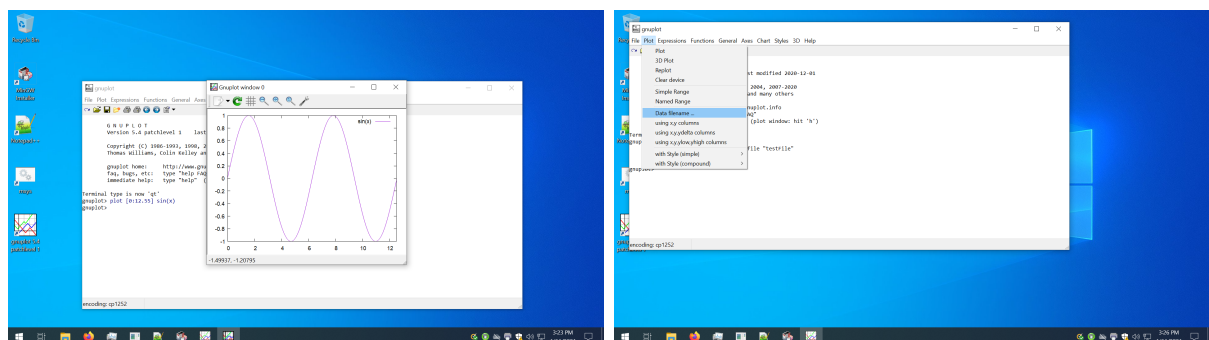 Recycle Bin
gnuplot
File Plot Expressions Functions General Axes
G N U P L O T
Version 5.4 patchlevel 1 last
Copyright (C) 1986-1993, 1998, 2
Thomas Williams, Colin Kelley an
gnuplot home: http://www.gnu
faq, bugs, etc: type "help FAQ
immediate help: type "help" (
Terminal type is now 'qt'
gnuplot> plot [0:12.55] sin(x)
gnuplot>
encoding: cp1252
Gnuplot window 0
sin(x)
1
0.8
0.6
0.4
0.2
0
-0.2
-0.4
-0.6
-0.8
-1
0 2 4 6 8 10 12
-1.49937, -1.20795
3:23 PM
gnuplot
File Plot Expressions Functions General Axes Chart Styles 3D Help
Plot
3D Plot
Replot
Clear device
Simple Range
Named Range
Data filename ...
using x,y columns
using x,y,ydelta columns
using x,y,ylow,yhigh columns
with Style (simple) >
with Style (compound) >
st modified 2020-12-01
2004, 2007-2020
and many others
nuplot.info
AQ"
(plot window: hit 'h')
Term
gnup
file "testFile"
gnuplot>
encoding: cp1252
3:26 PM